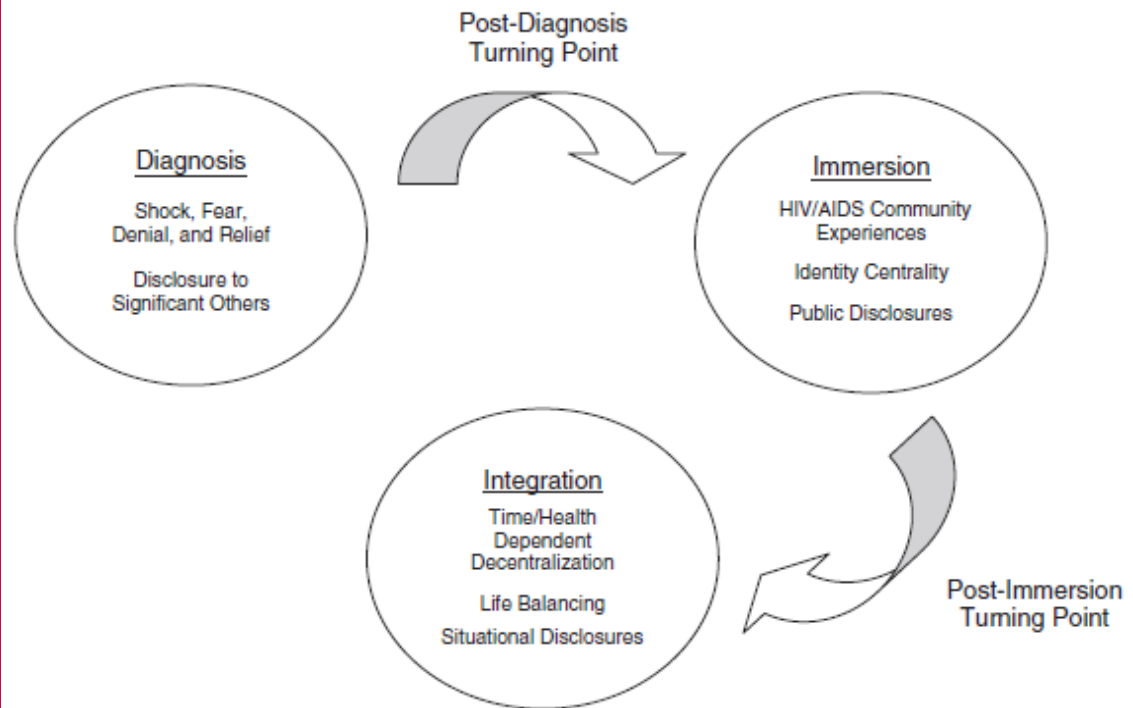 Post-Diagnosis
Turning Point
Diagnosis
Shock, Fear,
Denial, and Relief
Disclosure to
Significant Others
Immersion
HIV/AIDS Community
Experiences
Identity Centrality
Public Disclosures
Integration
Time/Health
Dependent
Decentralization
Life Balancing
Situational Disclosures
Post-Immersion
Turning Point